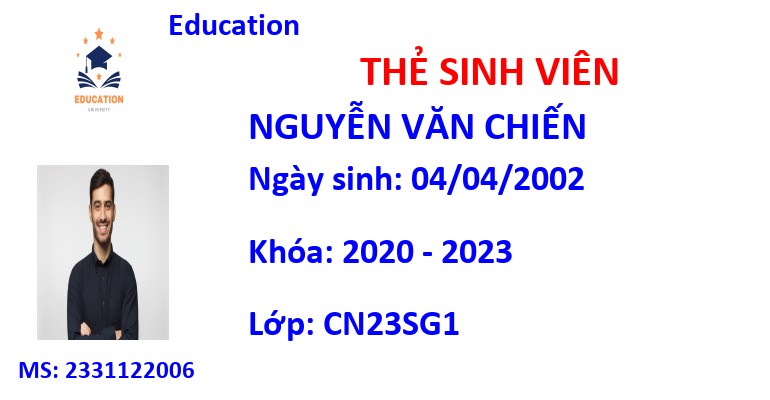 Education
THẺ SINH VIÊN
EDUCATION
UNIVERSITY
NGUYỄN VĂN CHIẾN
Ngày sinh: 04/04/2002
Khóa: 2020 - 2023
Lớp: CN23SG1
MS: 2331122006